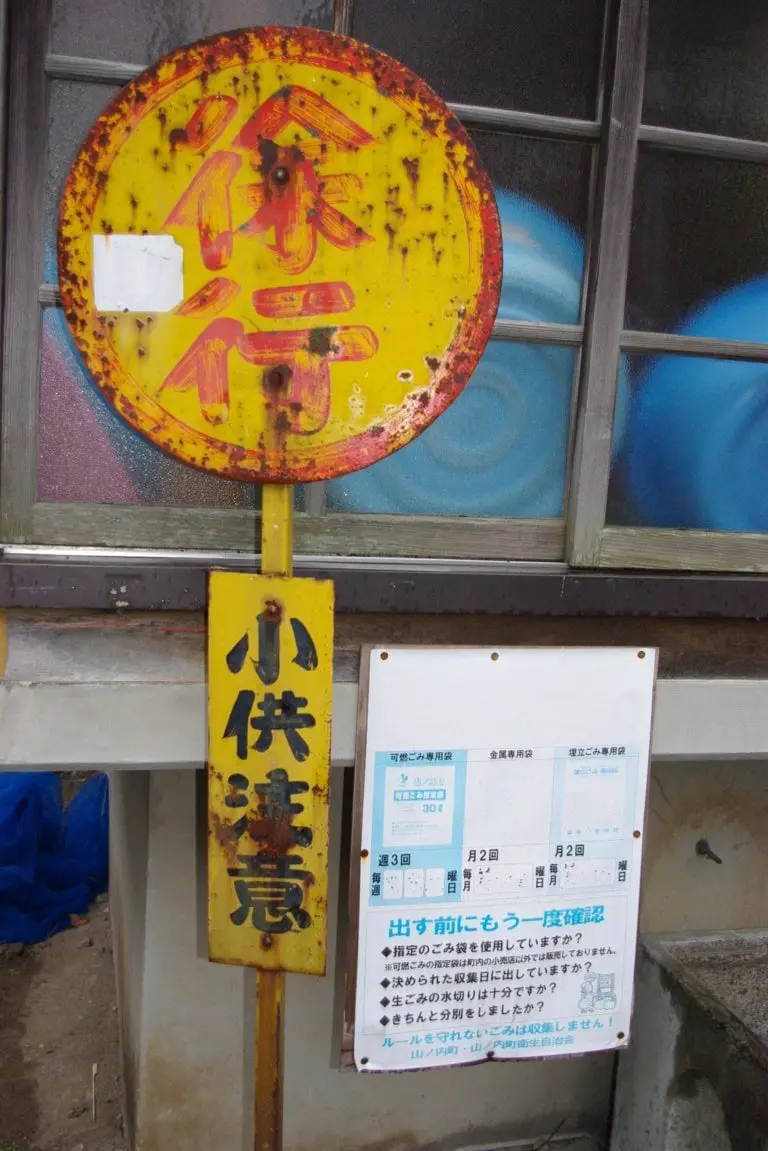 徐
行
小
供
注
意
可燃ごみ専用袋
金属専用袋
埋立ごみ専用袋
可燃ごみ指定袋
30ℓ
週3回
月2回
月2回
毎週
曜日
毎月
曜日
毎月
曜日
出す前にもう一度確認
◆指定のごみ袋を使用していますか?
※可燃ごみの指定袋は町内の小売店以外では販売しておりません。
◆決められた収集日に出していますか?
◆生ごみの水切りは十分ですか?
◆きちんと分別をしましたか?
ルールを守れないごみは収集しません!
山ノ内町・山ノ内町衛生自治会